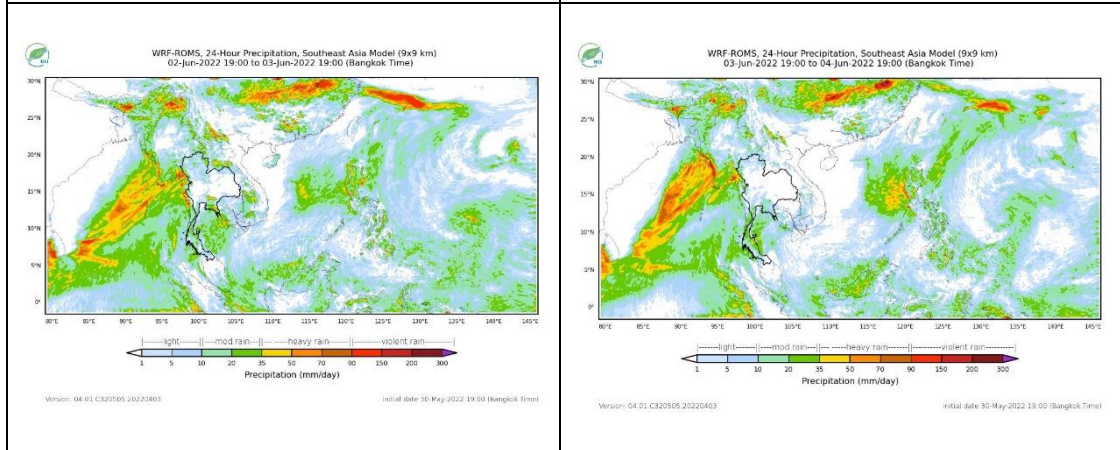 WRF-ROMS, 24-Hour Precipitation, Southeast Asia Model (9x9 km)
02-Jun-2022 19:00 to 03-Jun-2022 19:00 (Bangkok Time)
30°N
25°N
20°N
15°N
10°N
5°N
0°
80°E 85°E 90°E 95°E 100°E 105°E 110°E 115°E 120°E 125°E 130°E 135°E 140°E 145°E
|-------light-------||----mod rain----||--- ----heavy rain-------||----------violent rain----------|
1 5 10 20 35 50 70 90 150 200 300
Precipitation (mm/day)
Version: 04.01.C320505.20220403
initial date 30-May-2022 19:00 (Bangkok Time)
WRF-ROMS, 24-Hour Precipitation, Southeast Asia Model (9x9 km)
03-Jun-2022 19:00 to 04-Jun-2022 19:00 (Bangkok Time)
30°N
25°N
20°N
15°N
10°N
5°N
0°
80°E 85°E 90°E 95°E 100°E 105°E 110°E 115°E 120°E 125°E 130°E 135°E 140°E 145°E
|-------light-------||----mod rain----||--- ----heavy rain-------||----------violent rain----------|
1 5 10 20 35 50 70 90 150 200 300
Precipitation (mm/day)
Version: 04.01.C320505.20220403
initial date 30-May-2022 19:00 (Bangkok Time)